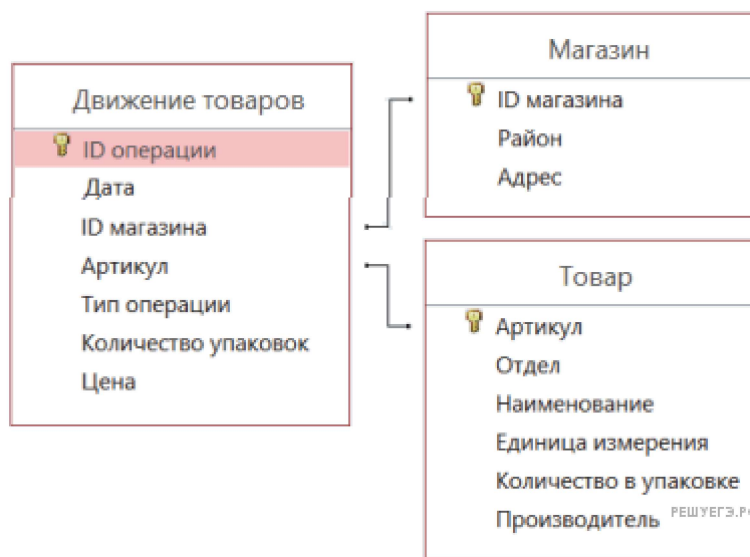 Движение товаров
ID операции
Дата
ID магазина
Артикул
Тип операции
Количество упаковок
Цена
Магазин
ID магазина
Район
Адрес
Товар
Артикул
Отдел
Наименование
Единица измерения
Количество в упаковке
Производитель